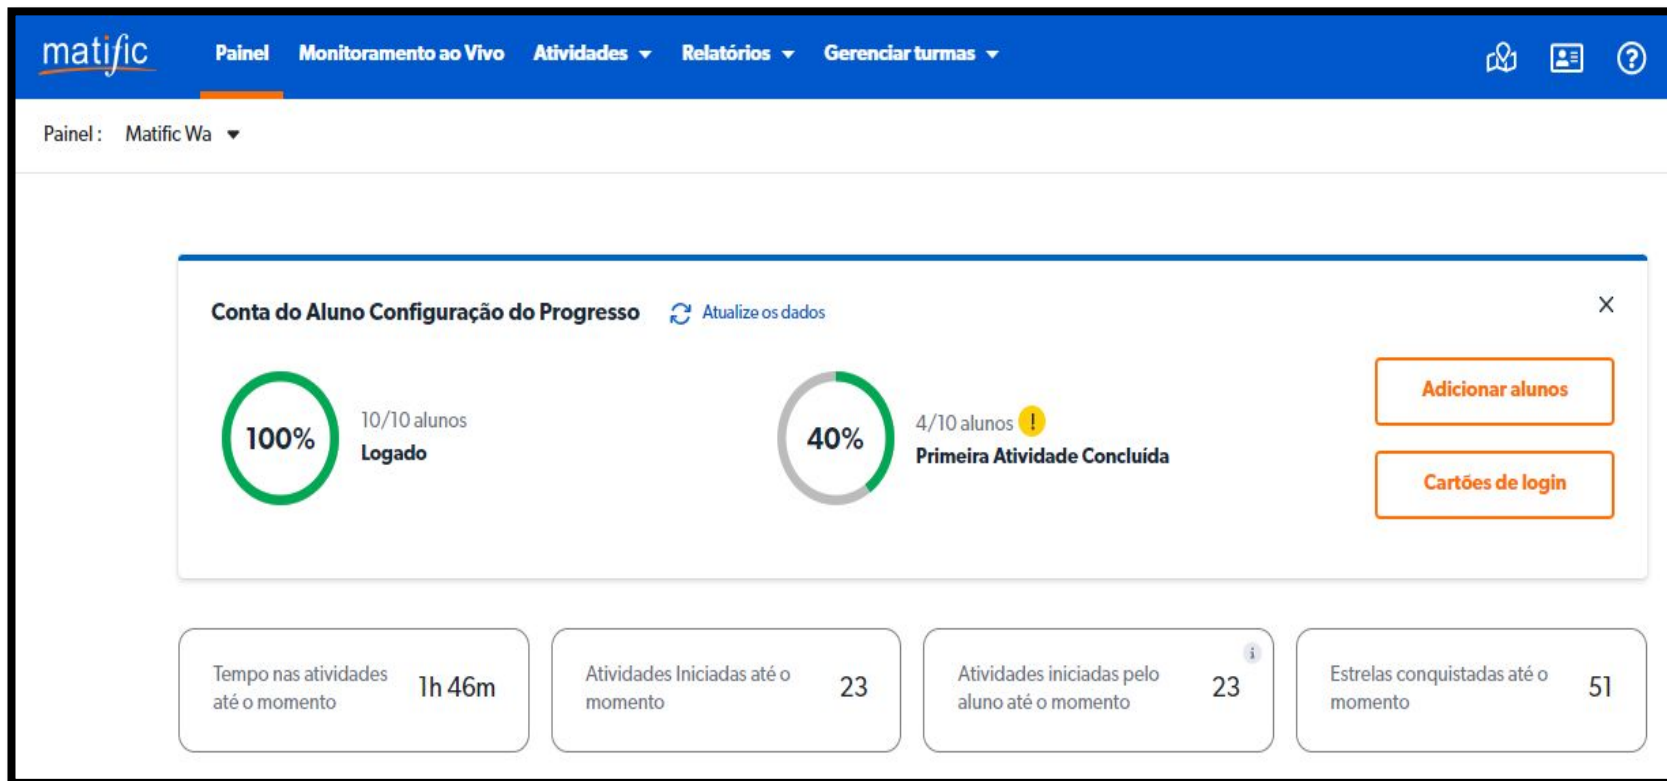 matific Painel Monitoramento ao Vivo Atividades Relatórios Gerenciar turmas ?
Painel : Matific Wa
Conta do Aluno Configuração do Progresso Atualize os dados X
100%
10/10 alunos
Logado
40%
4/10 alunos !
Primeira Atividade Concluída
Adicionar alunos
Cartões de login
Tempo nas atividades
até o momento
1h 46m
Atividades Iniciadas até o
momento
23
Atividades iniciadas pelo
aluno até o momento
23
i
Estrelas conquistadas até o
momento
51